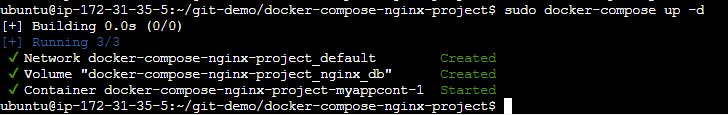 ubuntu@ip-172-31-35-5:~/git-demo/docker-compose-nginx-project$ sudo docker-compose up -d
[+] Building 0.0s (0/0)
[+] Running 3/3
✓ Network docker-compose-nginx-project_default Created
✓ Volume "docker-compose-nginx-project_nginx_db" Created
✓ Container docker-compose-nginx-project-myappcont-1 Started
ubuntu@ip-172-31-35-5:~/git-demo/docker-compose-nginx-project$